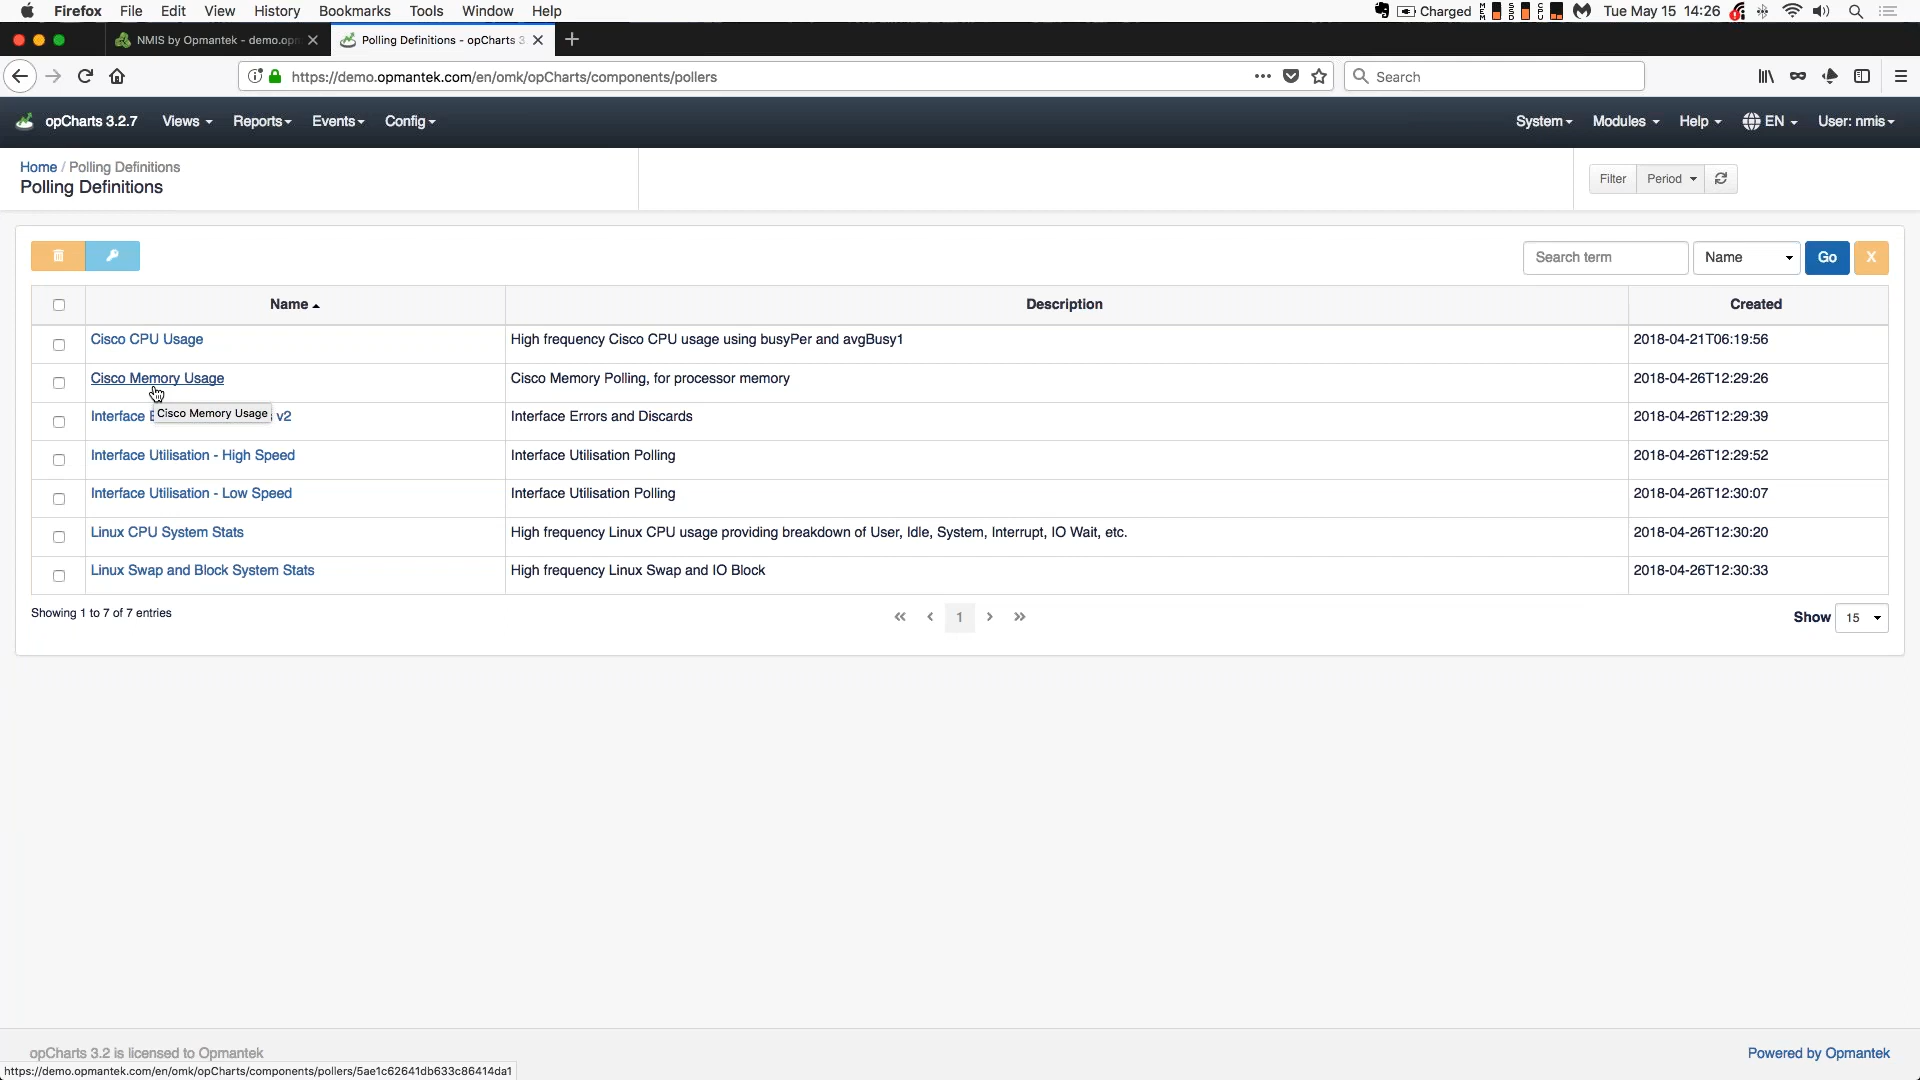 Firefox File Edit View History Bookmarks Tools Window Help Charged Tue May 15 14:26
NMIS by Opmantek - demo.opm
Polling Definitions - opCharts 3
https://demo.opmantek.com/en/omk/opCharts/components/pollers
Search
opCharts 3.2.7 Views Reports Events Config System Modules Help EN User: nmis
Home / Polling Definitions
Polling Definitions
Filter Period
Search term Name Go X
Name Description Created
Cisco CPU Usage High frequency Cisco CPU usage using busyPer and avgBusy1 2018-04-21T06:19:56
Cisco Memory Usage Cisco Memory Polling, for processor memory 2018-04-26T12:29:26
Cisco Memory Usage
Interface v2 Interface Errors and Discards 2018-04-26T12:29:39
Interface Utilisation - High Speed Interface Utilisation Polling 2018-04-26T12:29:52
Interface Utilisation - Low Speed Interface Utilisation Polling 2018-04-26T12:30:07
Linux CPU System Stats High frequency Linux CPU usage providing breakdown of User, Idle, System, Interrupt, IO Wait, etc. 2018-04-26T12:30:20
Linux Swap and Block System Stats High frequency Linux Swap and IO Block 2018-04-26T12:30:33
Showing 1 to 7 of 7 entries « ‹ 1 › » Show 15
opCharts 3.2 is licensed to Opmantek Powered by Opmantek
https://demo.opmantek.com/en/omk/opCharts/components/pollers/5ae1c62641db633c86414da1